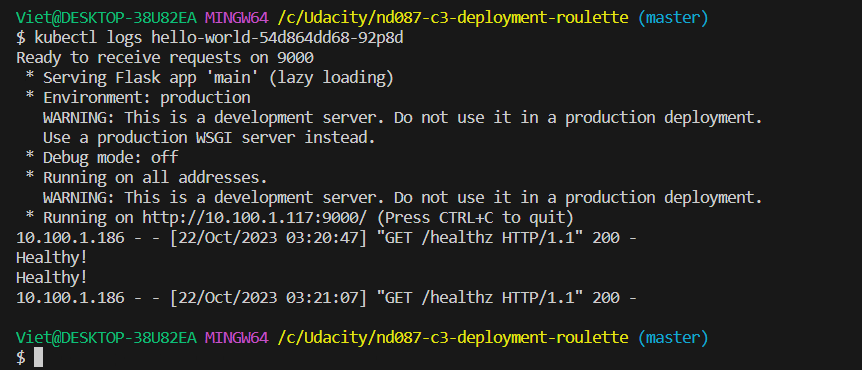 Viet@DESKTOP-38U82EA MINGW64 /c/Udacity/nd087-c3-deployment-roulette (master)
$ kubectl logs hello-world-54d864dd68-92p8d
Ready to receive requests on 9000
 * Serving Flask app 'main' (lazy loading)
 * Environment: production
   WARNING: This is a development server. Do not use it in a production deployment.
   Use a production WSGI server instead.
 * Debug mode: off
 * Running on all addresses.
   WARNING: This is a development server. Do not use it in a production deployment.
 * Running on http://10.100.1.117:9000/ (Press CTRL+C to quit)
10.100.1.186 - - [22/Oct/2023 03:20:47] "GET /healthz HTTP/1.1" 200 -
Healthy!
Healthy!
10.100.1.186 - - [22/Oct/2023 03:21:07] "GET /healthz HTTP/1.1" 200 -
Viet@DESKTOP-38U82EA MINGW64 /c/Udacity/nd087-c3-deployment-roulette (master)
$